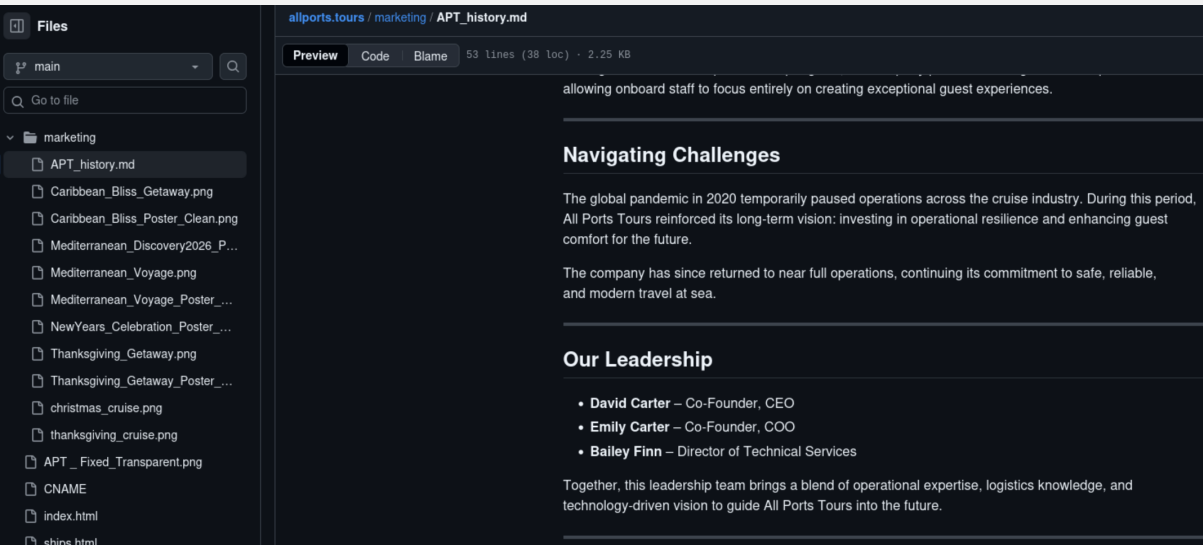 Files
main
Go to file
marketing
APT_history.md
Caribbean_Bliss_Getaway.png
Caribbean_Bliss_Poster_Clean.png
Mediterranean_Discovery2026_P...
Mediterranean_Voyage.png
Mediterranean_Voyage_Poster_...
NewYears_Celebration_Poster_...
Thanksgiving_Getaway.png
Thanksgiving_Getaway_Poster_...
christmas_cruise.png
thanksgiving_cruise.png
APT _ Fixed_Transparent.png
CNAME
index.html
ships.html
allports.tours / marketing / APT_history.md
Preview Code Blame 53 lines (38 loc) · 2.25 KB
allowing onboard staff to focus entirely on creating exceptional guest experiences.
Navigating Challenges
The global pandemic in 2020 temporarily paused operations across the cruise industry. During this period,
All Ports Tours reinforced its long-term vision: investing in operational resilience and enhancing guest
comfort for the future.
The company has since returned to near full operations, continuing its commitment to safe, reliable,
and modern travel at sea.
Our Leadership
• David Carter – Co-Founder, CEO
• Emily Carter – Co-Founder, COO
• Bailey Finn – Director of Technical Services
Together, this leadership team brings a blend of operational expertise, logistics knowledge, and
technology-driven vision to guide All Ports Tours into the future.